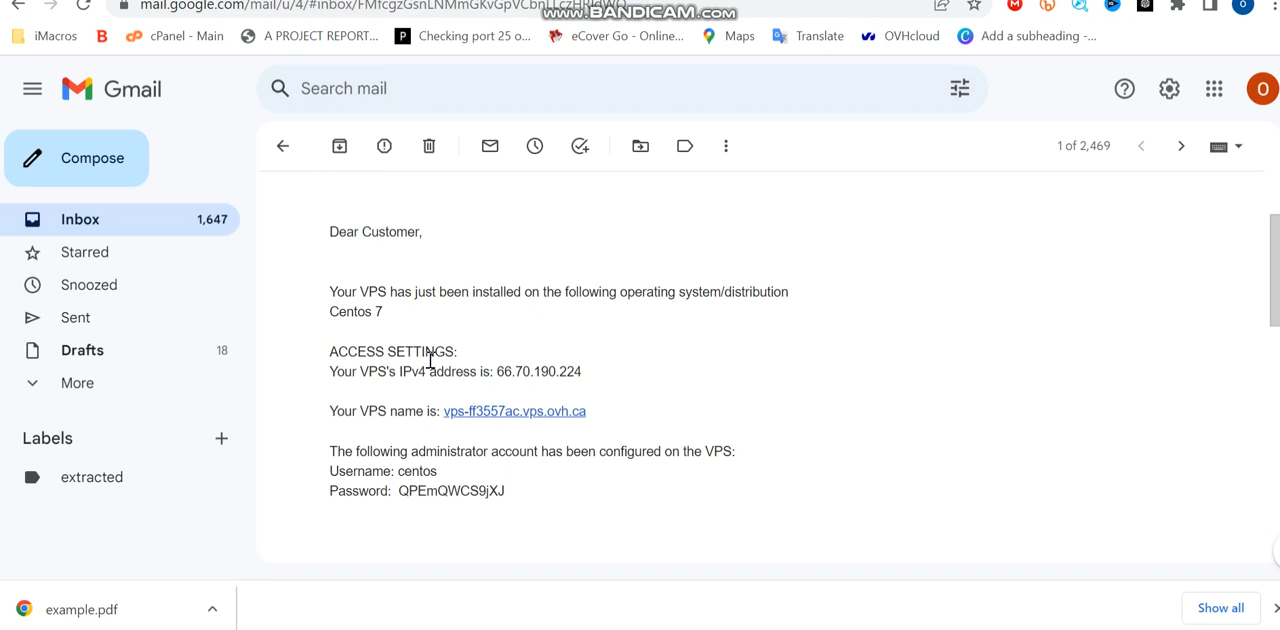 mail.google.com/mail/u/4/#inbox/
www.BANDICAM.com
iMacros
B
cPanel - Main
A PROJECT REPORT...
P
Checking port 25 o...
eCover Go - Online...
Maps
Translate
OVHcloud
Add a subheading -...
Gmail
Search mail
O
Compose
1 of 2,469
Inbox 1,647
Starred
Snoozed
Sent
Drafts 18
More
Labels
extracted
Dear Customer,
Your VPS has just been installed on the following operating system/distribution
Centos 7
ACCESS SETTINGS:
Your VPS's IPv4 address is: 66.70.190.224
Your VPS name is: vps-ff3557ac.vps.ovh.ca
The following administrator account has been configured on the VPS:
Username: centos
Password: QPEmQWCS9jXJ
example.pdf
Show all